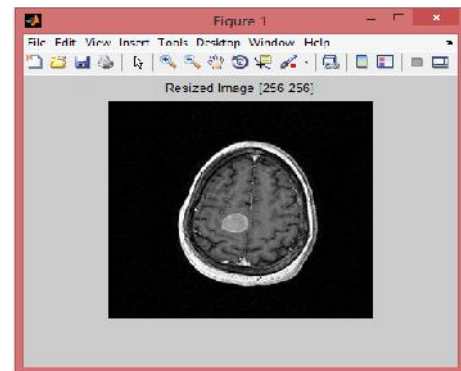 Figure 1
File Edit View Insert Tools Desktop Window Help
Resized Image [256 256]